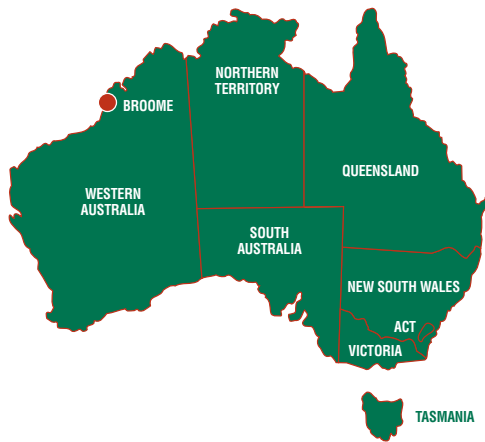 NORTHERN
TERRITORY
BROOME
QUEENSLAND
WESTERN
AUSTRALIA
SOUTH
AUSTRALIA
NEW SOUTH WALES
ACT
VICTORIA
TASMANIA